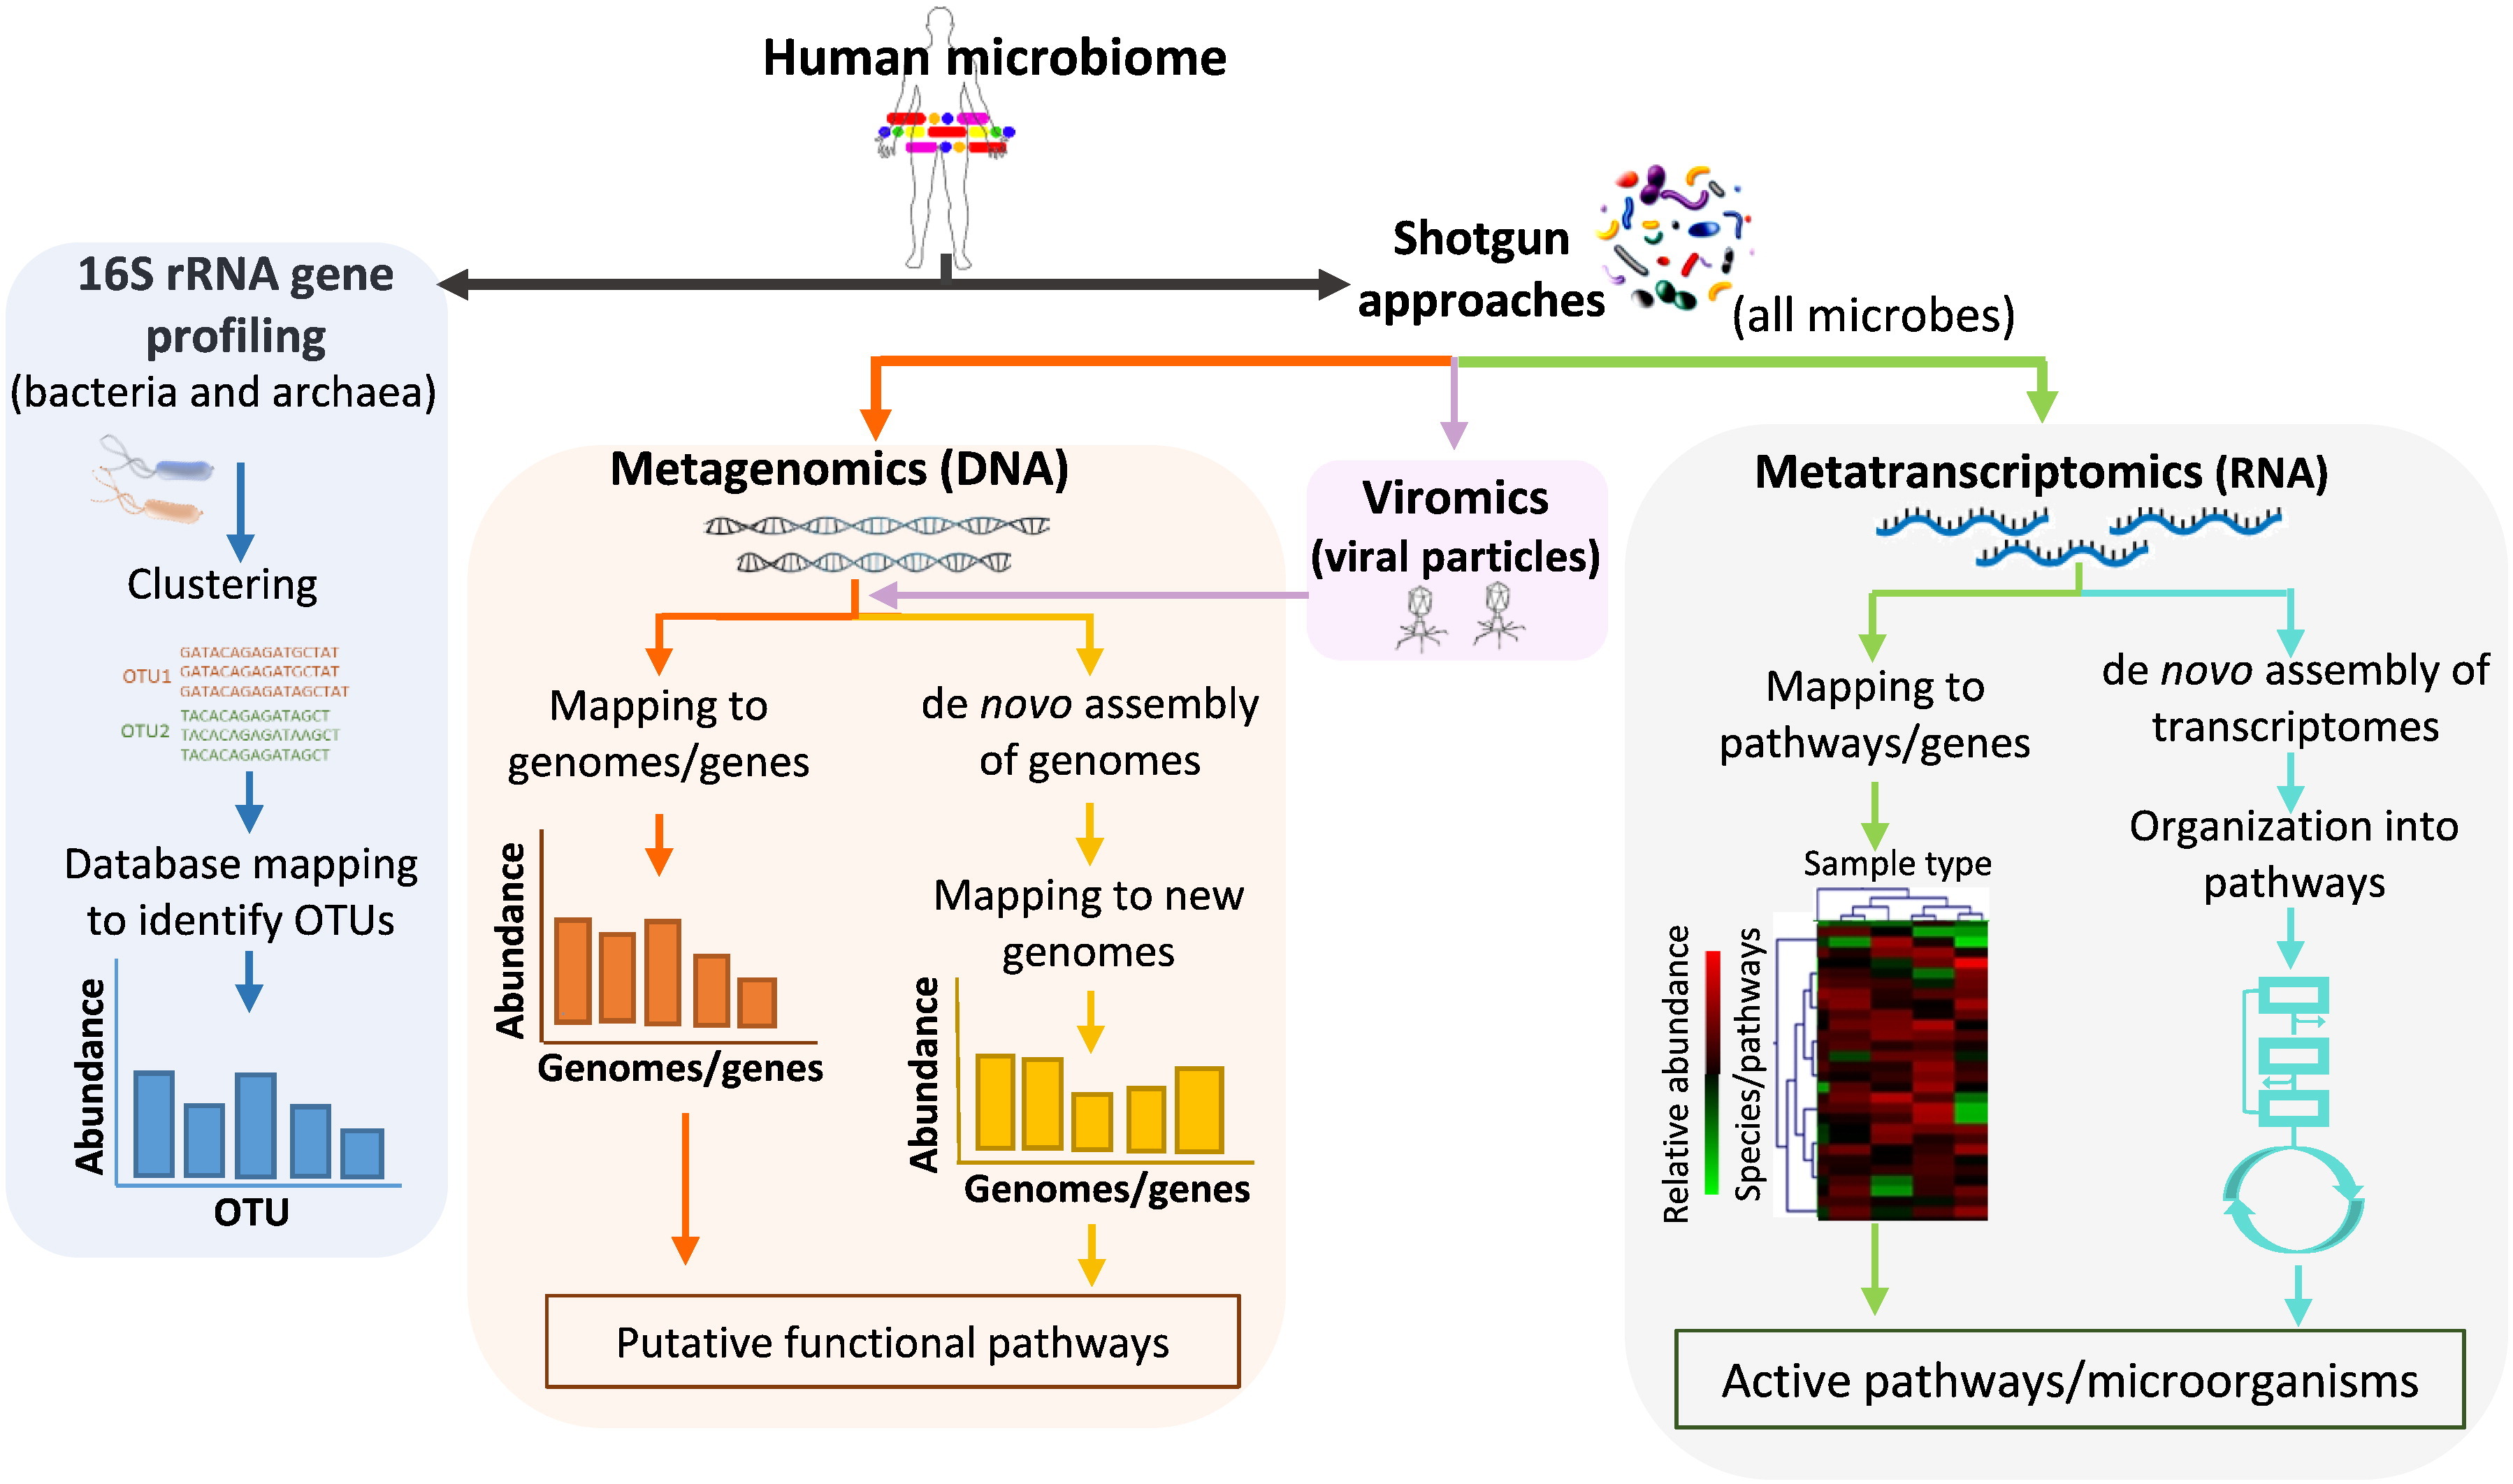 Human microbiome
16S rRNA gene
profiling
(bacteria and archaea)
Clustering
OTU1
GATACAGAGATGCTAT
GATACAGAGATGCTAT
GATACAGAGATAGCTAT
OTU2
TACACAGAGATAGCT
TACACAGAGATAAGCT
TACACAGAGATAGCT
Database mapping
to identify OTUs
Abundance
OTU
Shotgun
approaches
(all microbes)
Metagenomics (DNA)
Mapping to
genomes/genes
Abundance
Genomes/genes
de novo assembly
of genomes
Mapping to new
genomes
Abundance
Genomes/genes
Putative functional pathways
Viromics
(viral particles)
Metatranscriptomics (RNA)
Mapping to
pathways/genes
Sample type
Relative abundance
Species/pathways
de novo assembly of
transcriptomes
Organization into
pathways
Active pathways/microorganisms